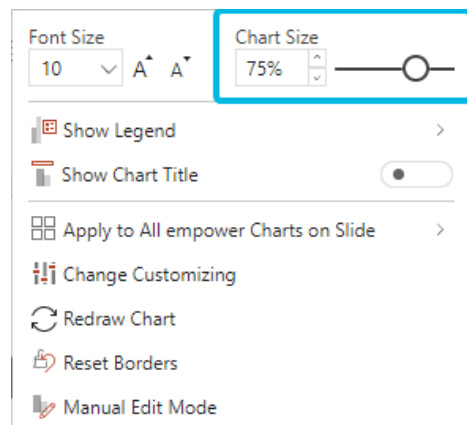 Font Size
Chart Size
10
A A
75%
Show Legend
Show Chart Title
Apply to All empower Charts on Slide
Change Customizing
Redraw Chart
Reset Borders
Manual Edit Mode